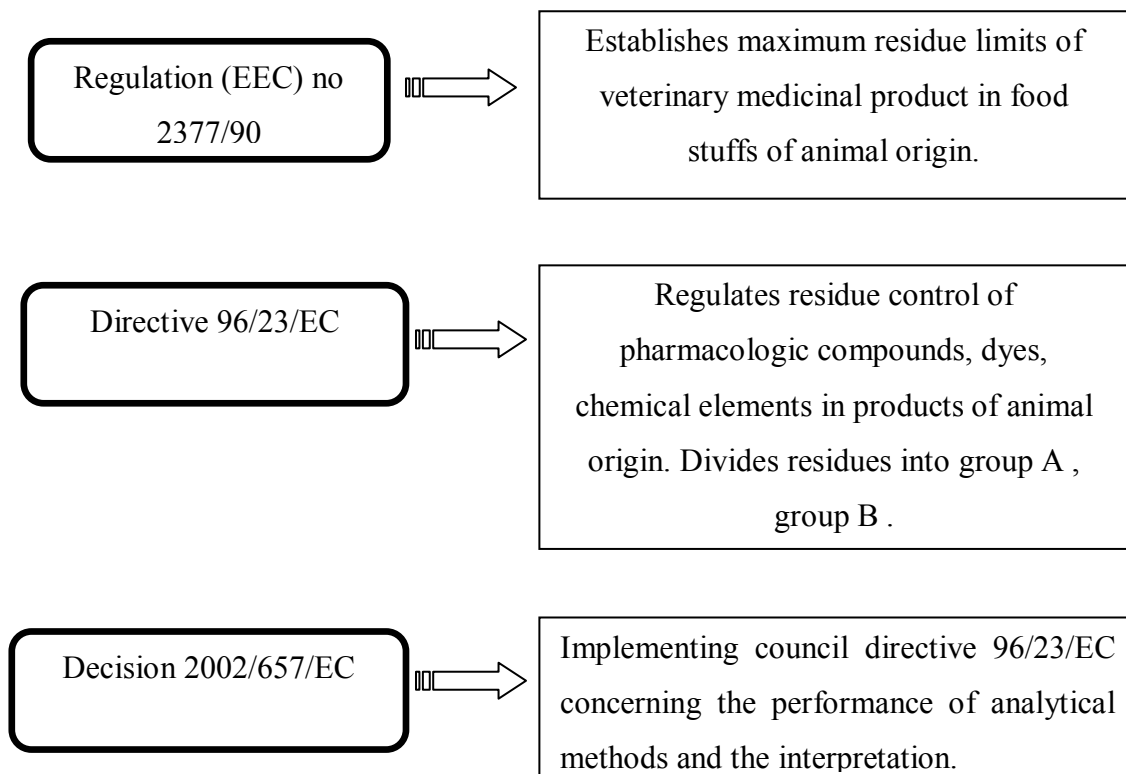 Regulation (EEC) no
2377/90
Establishes maximum residue limits of
veterinary medicinal product in food
stuffs of animal origin.
Directive 96/23/EC
Regulates residue control of
pharmacologic compounds, dyes,
chemical elements in products of animal
origin. Divides residues into group A ,
group B .
Decision 2002/657/EC
Implementing council directive 96/23/EC
concerning the performance of analytical
methods and the interpretation.